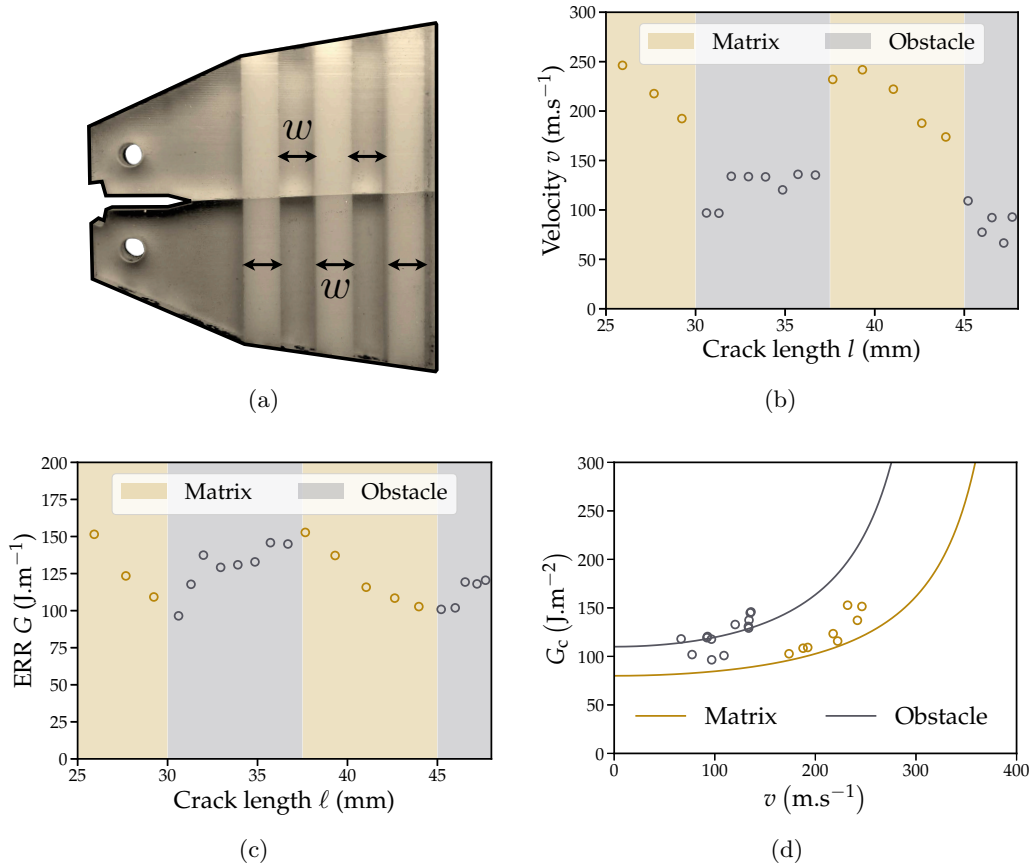 w
w
(a)
300
250
200
150
100
50
0
25
30
35
40
45
Velocity v (m.s⁻¹)
Crack length l (mm)
Matrix
Obstacle
(b)
200
175
150
125
100
75
50
25
0
25
30
35
40
45
ERR G (J.m⁻¹)
Crack length ℓ (mm)
Matrix
Obstacle
(c)
300
250
200
150
100
50
0
0
100
200
300
400
G_c (J.m⁻²)
v (m.s⁻¹)
Matrix
Obstacle
(d)